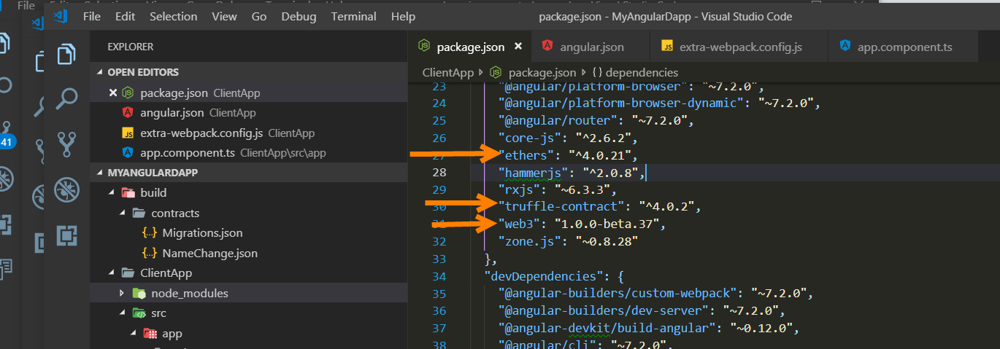 File Edit Selection View Go Debug Terminal Help package.json - MyAngularDapp - Visual Studio Code
File
41
EXPLORER
OPEN EDITORS
package.json ClientApp
angular.json ClientApp
JS extra-webpack.config.js ClientApp
app.component.ts ClientApp\src\app
MYANGULARDAPP
build
contracts
{..} Migrations.json
{..} NameChange.json
ClientApp
node_modules
src
app
package.json angular.json JS extra-webpack.config.js app.component.ts
ClientApp package.json {} dependencies
23 "@angular/platform-browser": "~7.2.0",
24 "@angular/platform-browser-dynamic": "~7.2.0",
25 "@angular/router": "~7.2.0",
26 "core-js": "^2.6.2",
27 "ethers": "^4.0.21",
28 "hammerjs": "^2.0.8",
29 "rxjs": "~6.3.3",
30 "truffle-contract": "^4.0.2",
31 "web3": "1.0.0-beta.37",
32 "zone.js": "~0.8.28"
33 },
34 "devDependencies": {
35 "@angular-builders/custom-webpack": "~7.2.0",
36 "@angular-builders/dev-server": "~7.2.0",
37 "@angular-devkit/build-angular": "~0.12.0",
38 "@angular/cli": "~7.2.0",